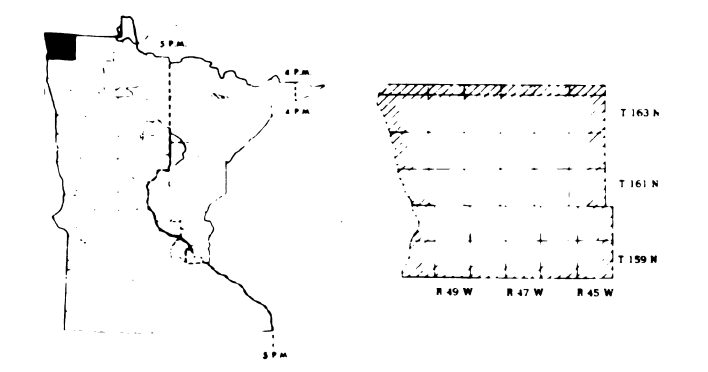 5 P.M.
4 P.M.
4 P.M.
5 P M
T 163 N
T 161 N
T 159 N
R 49 W R 47 W R 45 W